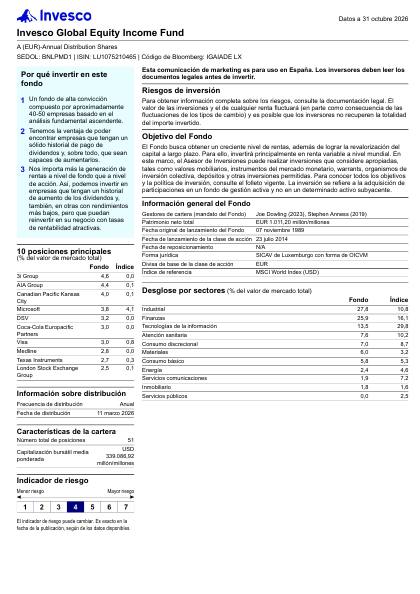 Invesco
Datos a 31 octubre 2026
Invesco Global Equity Income Fund
A (EUR)-Annual Distribution Shares
SEDOL: BNLPMD1 | ISIN: LU1075210465 | Código de Bloomberg: IGAIADE LX
Por qué invertir en este
fondo
1 Un fondo de alta convicción
compuesto por aproximadamente
40-50 empresas basado en el
análisis fundamental ascendente.
2 Tenemos la ventaja de poder
encontrar empresas que tengan un
sólido historial de pago de
dividendos y, sobre todo, que sean
capaces de aumentarlos.
3 Nos importa más la generación de
rentas a nivel de fondo que a nivel
de acción. Así, podemos invertir en
empresas que tengan un historial
de aumento de los dividendos y,
también, en otras con rendimientos
más bajos, pero que puedan
reinvertir en su negocio con tasas
de rentabilidad atractivas.
10 posiciones principales
(% del valor de mercado total)
Fondo Índice
3i Group 4,6 0,0
AIA Group 4,4 0,1
Canadian Pacific Kansas 4,0 0,1
City
Microsoft 3,8 4,1
DSV 3,2 0,0
Coca-Cola Europacific 3,0 0,0
Partners
Visa 3,0 0,8
Medline 2,8 0,0
Texas Instruments 2,7 0,3
London Stock Exchange 2,5 0,1
Group
Información sobre distribución
Frecuencia de distribución Anual
Fecha de distribución 11 marzo 2026
Características de la cartera
Número total de posiciones 51
Capitalización bursátil media ponderada USD 339.086,92 millón/millones
Indicador de riesgo
Menor riesgo Mayor riesgo
1 2 3 4 5 6 7
El indicador de riesgo puede cambiar. Es exacto en la
fecha de la publicación, según los datos disponibles.
Esta comunicación de marketing es para uso en España. Los inversores deben leer los
documentos legales antes de invertir.
Riesgos de inversión
Para obtener información completa sobre los riesgos, consulte la documentación legal. El
valor de las inversiones y el de cualquier renta fluctuará (en parte como consecuencia de las
fluctuaciones de los tipos de cambio) y es posible que los inversores no recuperen la totalidad
del importe invertido.
Objetivo del Fondo
El Fondo busca obtener un creciente nivel de rentas, además de lograr la revalorización del
capital a largo plazo. Para ello, invertirá principalmente en renta variable a nivel mundial. En
este marco, el Asesor de Inversiones puede realizar inversiones que considere apropiadas,
tales como valores mobiliarios, instrumentos del mercado monetario, warrants, organismos de
inversión colectiva, depósitos y otras inversiones permitidas. Para conocer todos los objetivos
y la política de inversión, consulte el folleto vigente. La inversión se refiere a la adquisición de
participaciones en un fondo de gestión activa y no en un determinado activo subyacente.
Información general del Fondo
Gestores de cartera (mandato del Fondo) Joe Dowling (2023), Stephen Anness (2019)
Patrimonio neto total EUR 1.011,20 millón/millones
Fecha original de lanzamiento del fondo 07 noviembre 1989
Fecha de lanzamiento de la clase de acción 23 julio 2014
Fecha de reposicionamiento N/A
Forma jurídica SICAV de Luxemburgo con forma de OICVM
Divisa de base de la clase de acción EUR
Índice de referencia MSCI World Index (USD)
Desglose por sectores (% del valor de mercado total)
Fondo Índice
Industrial 27,8 10,8
Finanzas 25,9 16,1
Tecnologías de la información 13,5 29,8
Atención sanitaria 7,6 10,2
Consumo discrecional 7,0 8,7
Materiales 6,0 3,2
Consumo básico 5,8 5,3
Energía 2,4 4,6
Servicios comunicaciones 1,9 7,2
Inmobiliario 1,8 1,6
Servicios públicos 0,0 2,5